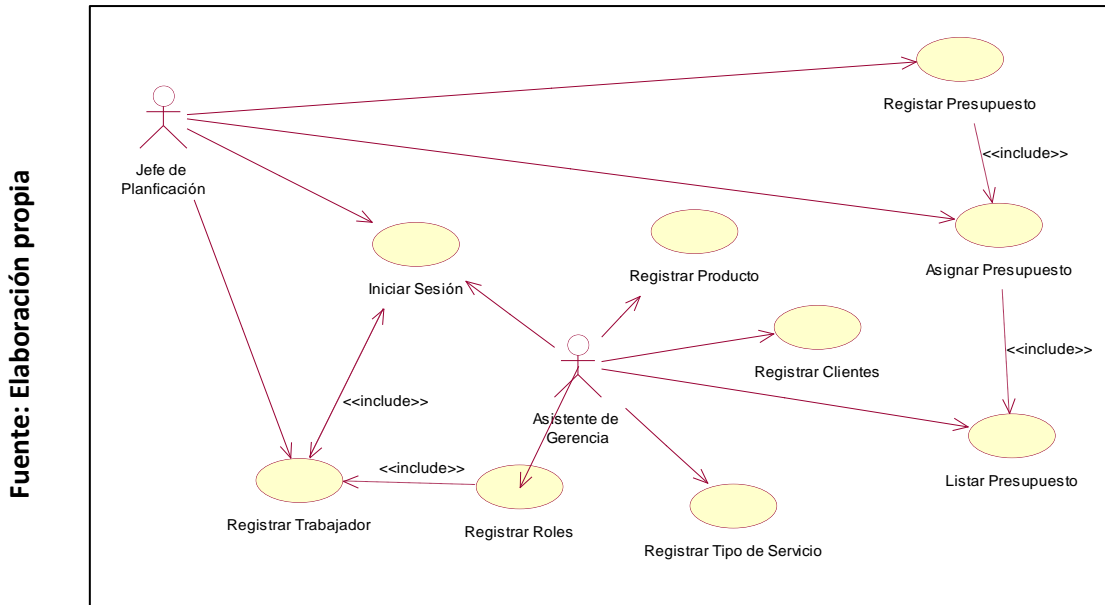 Fuente: Elaboración propia
Registar Presupuesto
<<include>>
Jefe de
Planficación
Asignar Presupuesto
Iniciar Sesión
Registrar Producto
<<include>>
Registrar Clientes
<<include>>
Asistente de
Gerencia
Listar Presupuesto
<<include>>
Registrar Trabajador
Registrar Roles
Registrar Tipo de Servicio